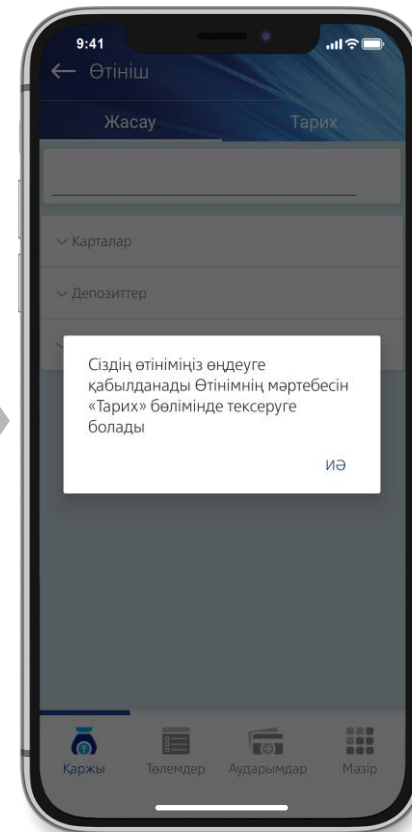 9:41
Өтініш
Жасау Тарих
Карталар
Депозиттер
Сіздің өтініміңіз өңдеуге
қабылданады Өтінімнің мәртебесін
«Тарих» бөлімінде тексеруге
болады
ИӘ
Қаржы Төлемдер Аударымдар Мәзір